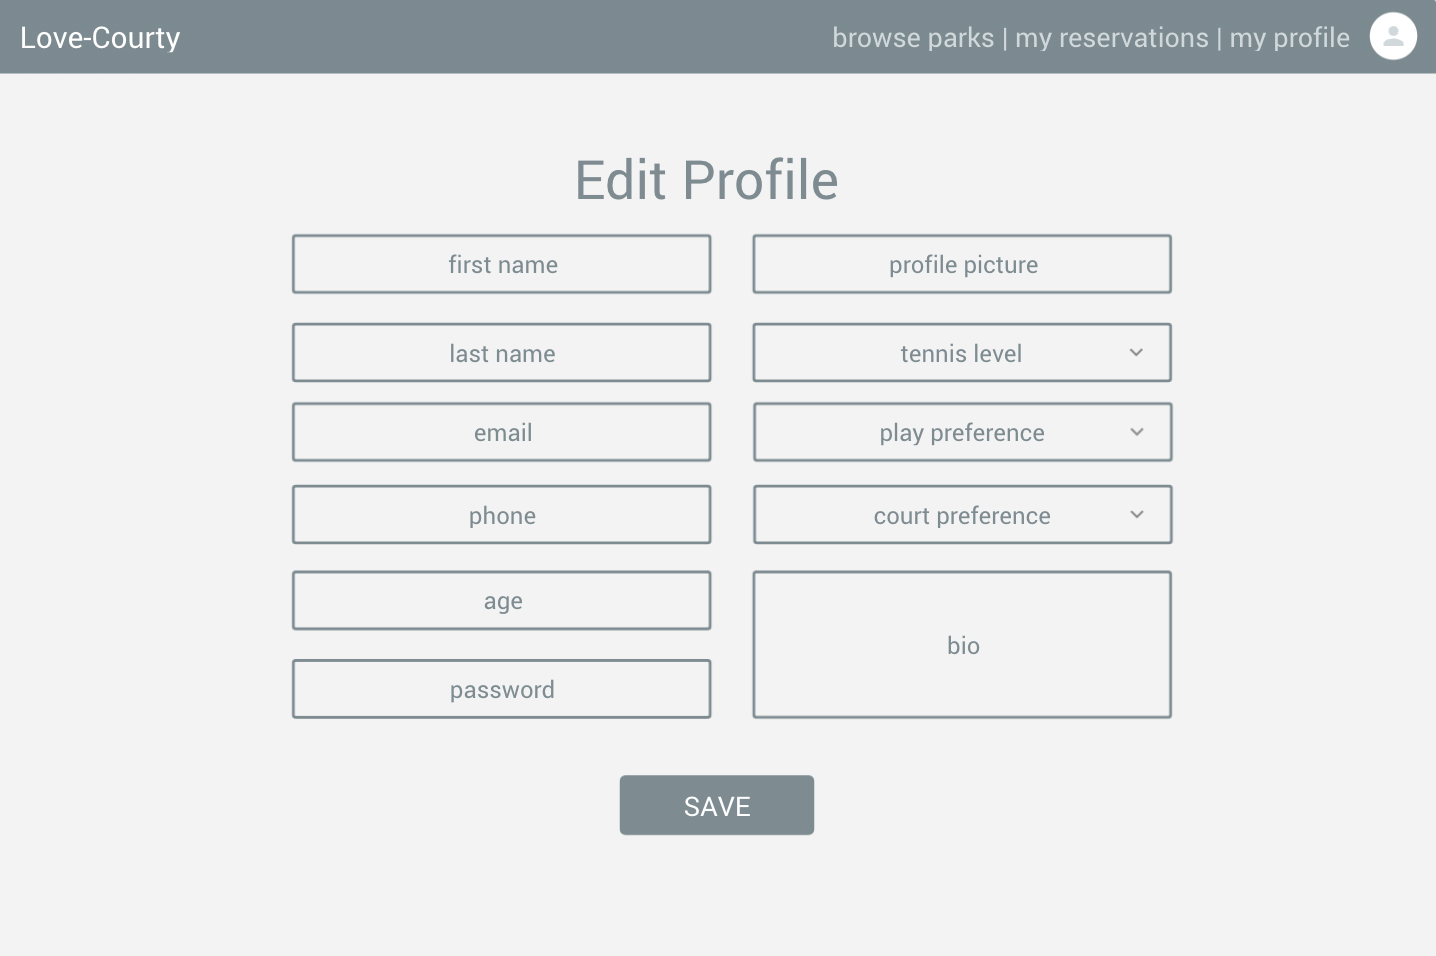 Love-Courty
browse parks | my reservations | my profile
Edit Profile
first name
profile picture
last name
tennis level
email
play preference
phone
court preference
age
bio
password
SAVE